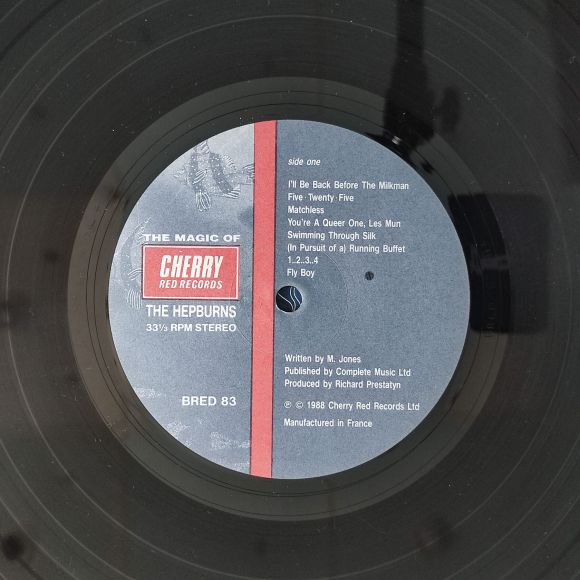 side one
I'll Be Back Before The Milkman
Five-Twenty-Five
Matchless
You're A Queer One, Les Mun
Swimming Through Silk
(In Pursuit of a) Running Buffet
1..2..3..4
Fly Boy
THE MAGIC OF
CHERRY
RED RECORDS
THE HEPBURNS
33⅓ RPM STEREO
BRED 83
Written by M. Jones
Published by Complete Music Ltd
Produced by Richard Prestatyn
℗ © 1988 Cherry Red Records Ltd
Manufactured in France